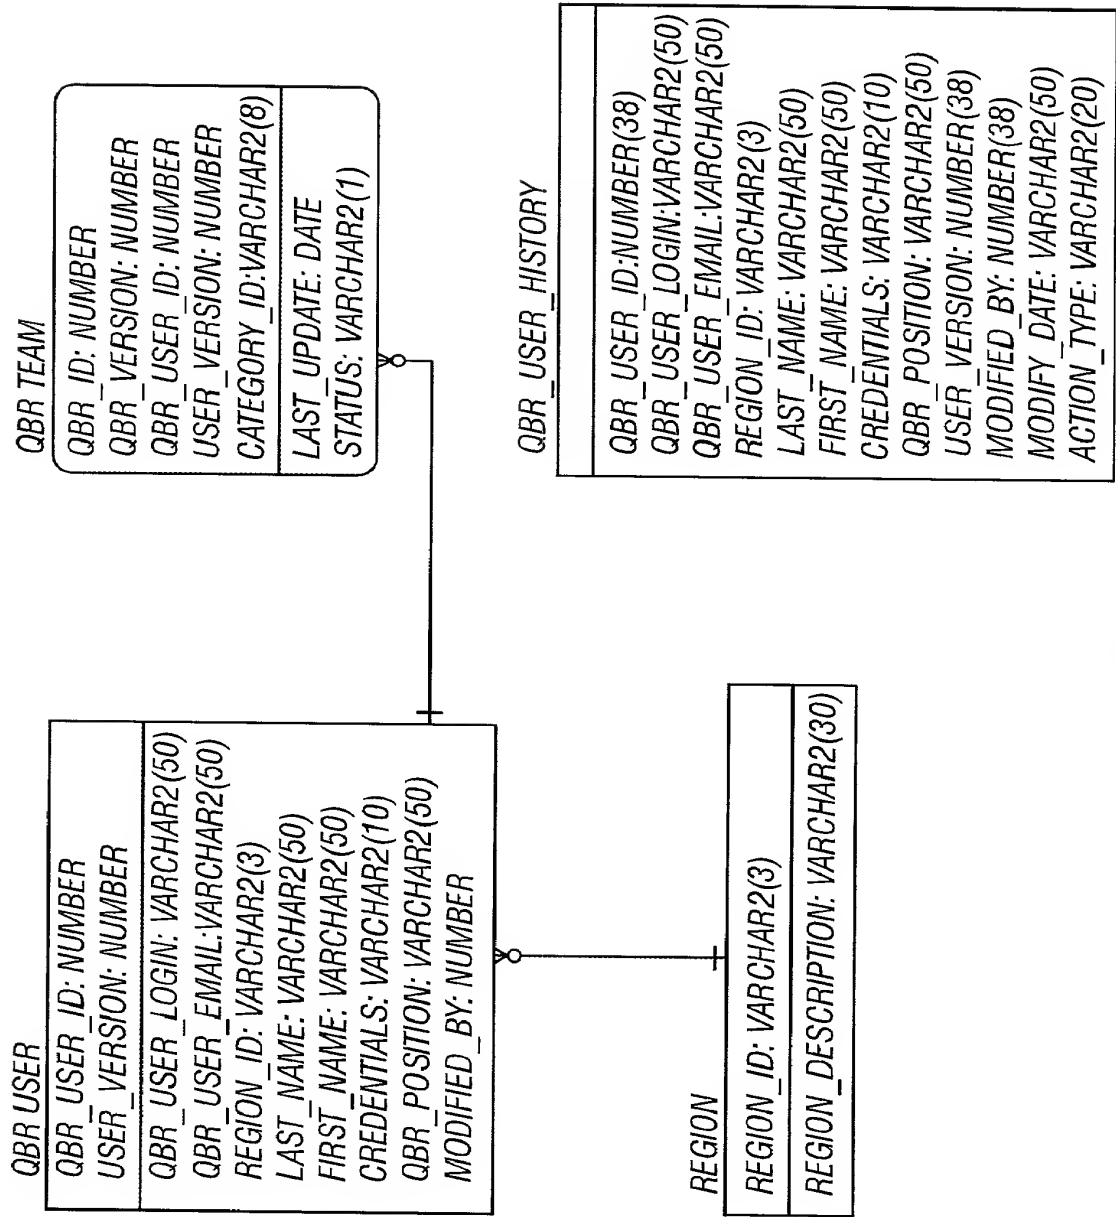 QBR USER
QBR_USER_ID: NUMBER
USER_VERSION: NUMBER
QBR_USER_LOGIN: VARCHAR2(50)
QBR_USER_EMAIL:VARCHAR2(50)
REGION_ID: VARCHAR2(3)
LAST_NAME: VARCHAR2(50)
FIRST_NAME: VARCHAR2(50)
CREDENTIALS: VARCHAR2(10)
QBR_POSITION: VARCHAR2(50)
MODIFIED_BY: NUMBER
QBR TEAM
QBR_ID: NUMBER
QBR_VERSION: NUMBER
QBR_USER_ID: NUMBER
USER_VERSION: NUMBER
CATEGORY_ID:VARCHAR2(8)
LAST_UPDATE: DATE
STATUS: VARCHAR2(1)
REGION
REGION_ID: VARCHAR2(3)
REGION_DESCRIPTION: VARCHAR2(30)
QBR_USER_HISTORY
QBR_USER_ID:NUMBER(38)
QBR_USER_LOGIN:VARCHAR2(50)
QBR_USER_EMAIL:VARCHAR2(50)
REGION_ID: VARCHAR2(3)
LAST_NAME: VARCHAR2(50)
FIRST_NAME: VARCHAR2(50)
CREDENTIALS: VARCHAR2(10)
QBR_POSITION: VARCHAR2(50)
USER_VERSION: NUMBER(38)
MODIFIED_BY: NUMBER(38)
MODIFY_DATE: VARCHAR2(50)
ACTION_TYPE: VARCHAR2(20)